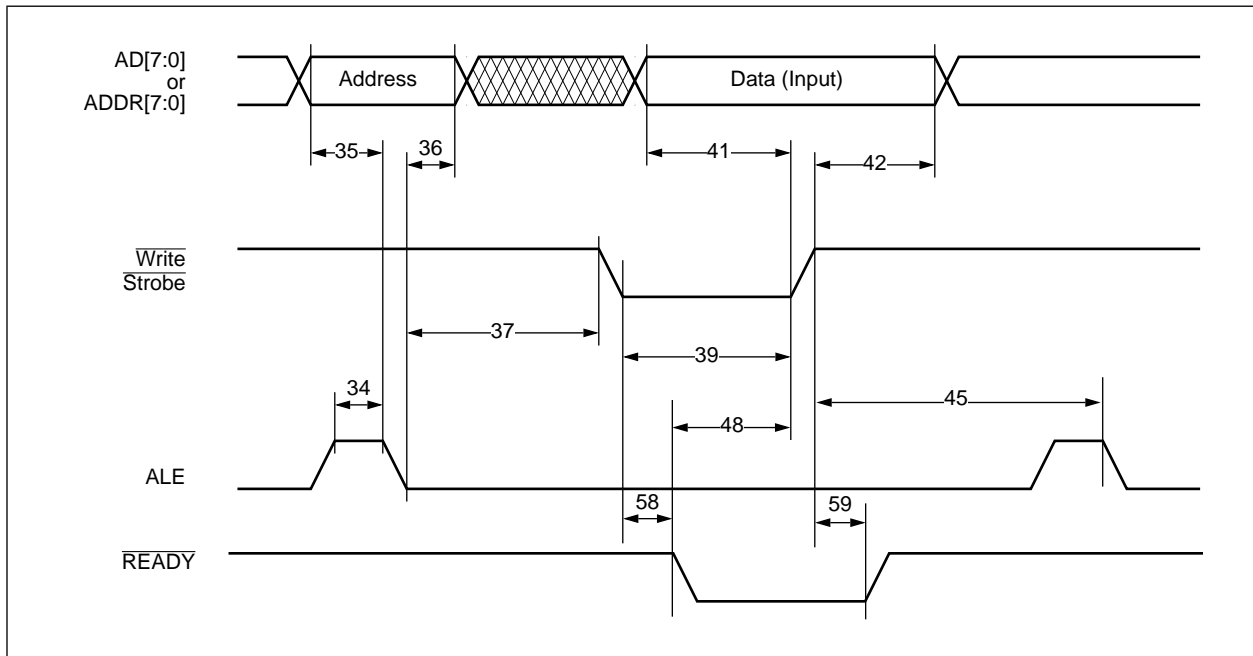 AD[7:0]
or
ADDR[7:0]
Address
Data (Input)
35
36
41
42
Write
Strobe
37
39
34
48
45
ALE
58
59
READY